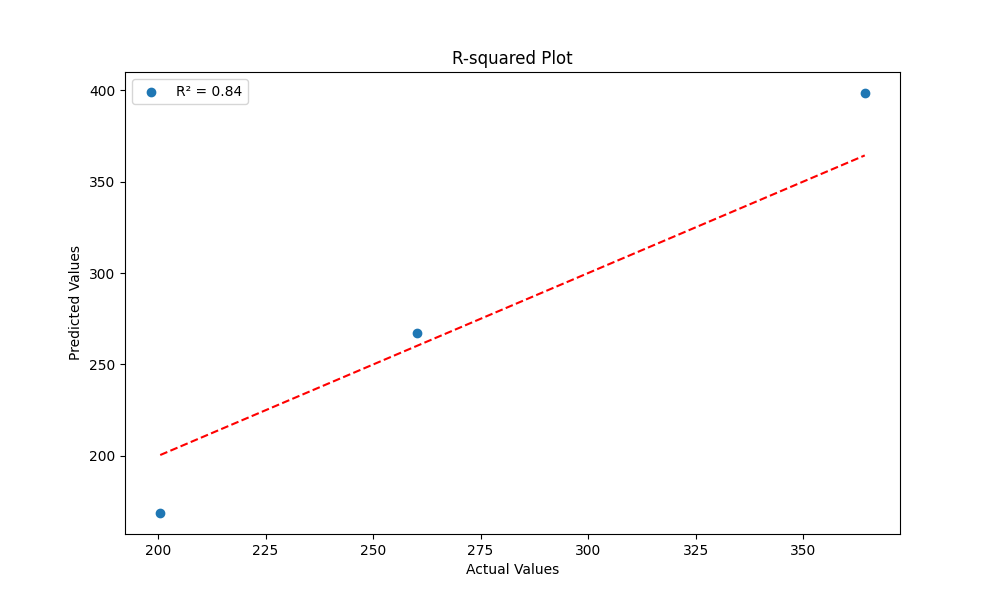 R-squared Plot
R² = 0.84
400
350
300
250
200
Predicted Values
200 225 250 275 300 325 350
Actual Values